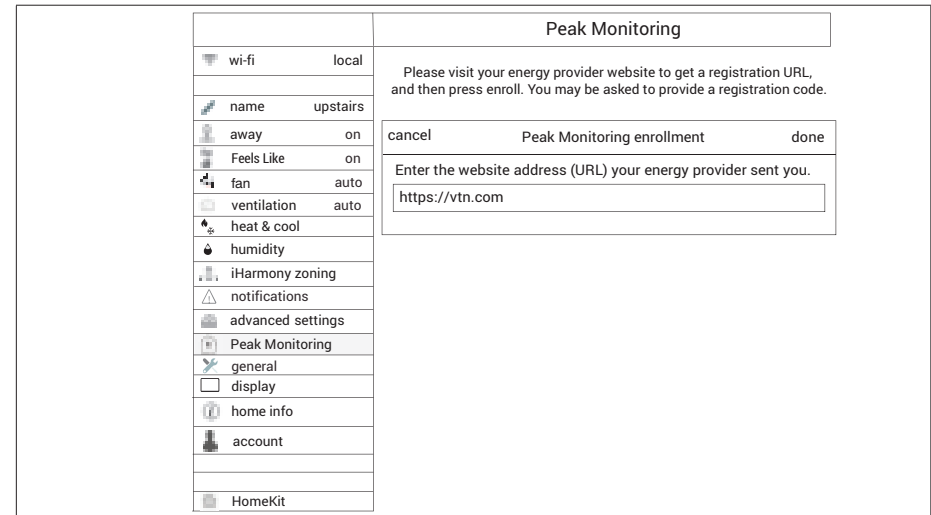 Peak Monitoring
wi-fi local
name upstairs
away on
Feels Like on
fan auto
ventilation auto
heat & cool
humidity
iHarmony zoning
notifications
advanced settings
Peak Monitoring
general
display
home info
account
HomeKit
Please visit your energy provider website to get a registration URL,
and then press enroll. You may be asked to provide a registration code.
cancel Peak Monitoring enrollment done
Enter the website address (URL) your energy provider sent you.
https://vtn.com